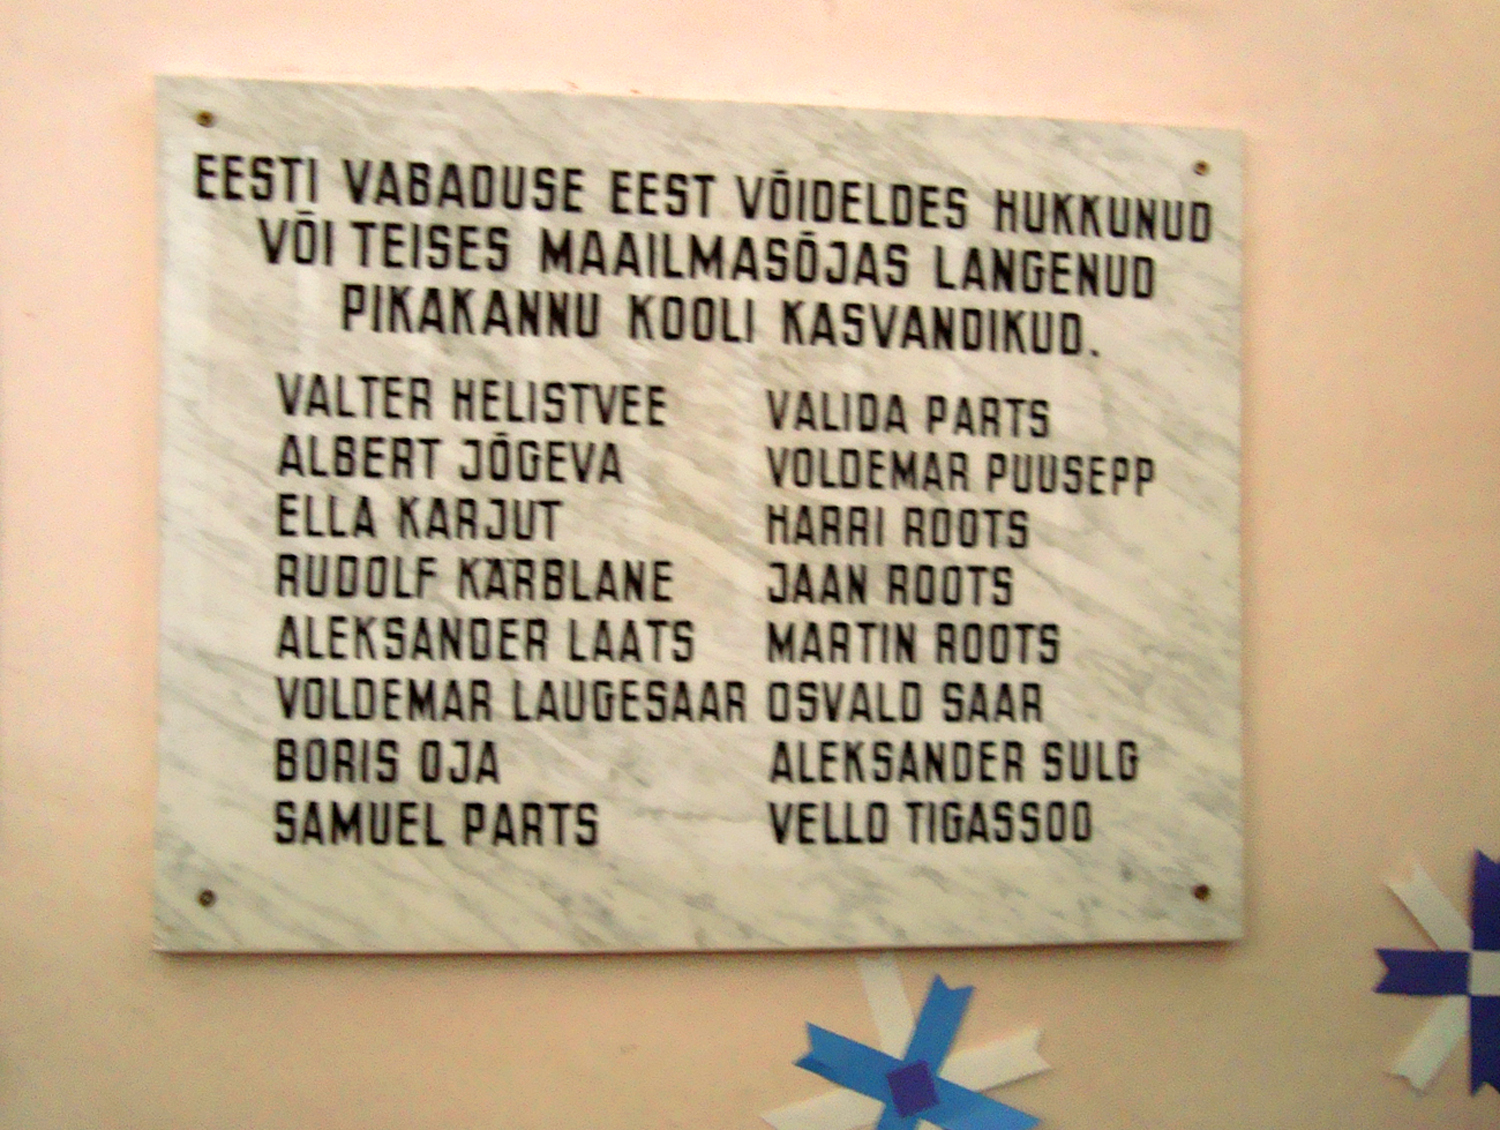 EESTI VABADUSE EEST VÕIDELDES HUKKUNUD
VÕI TEISES MAAILMASÕJAS LANGENUD
PIKAKANNU KOOLI KASVANDIKUD.
VALTER HELISTVEE
ALBERT JÕGEVA
ELLA KARJUT
RUDOLF KÄRBLANE
ALEKSANDER LAATS
VOLDEMAR LAUGESAAR
BORIS OJA
SAMUEL PARTS
VALIDA PARTS
VOLDEMAR PUUSEPP
HARRI ROOTS
JAAN ROOTS
MARTIN ROOTS
OSVALD SAAR
ALEKSANDER SULG
VELLO TIGASSOO